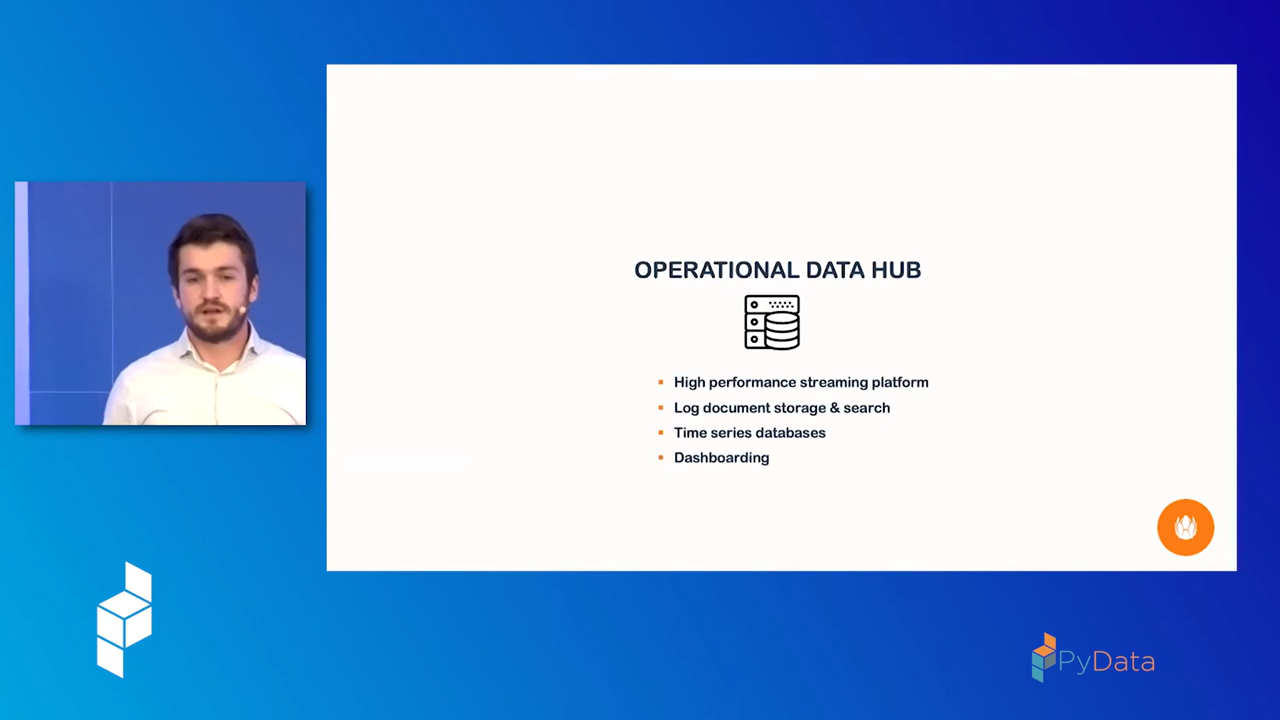 OPERATIONAL DATA HUB
▪ High performance streaming platform
▪ Log document storage & search
▪ Time series databases
▪ Dashboarding
PyData